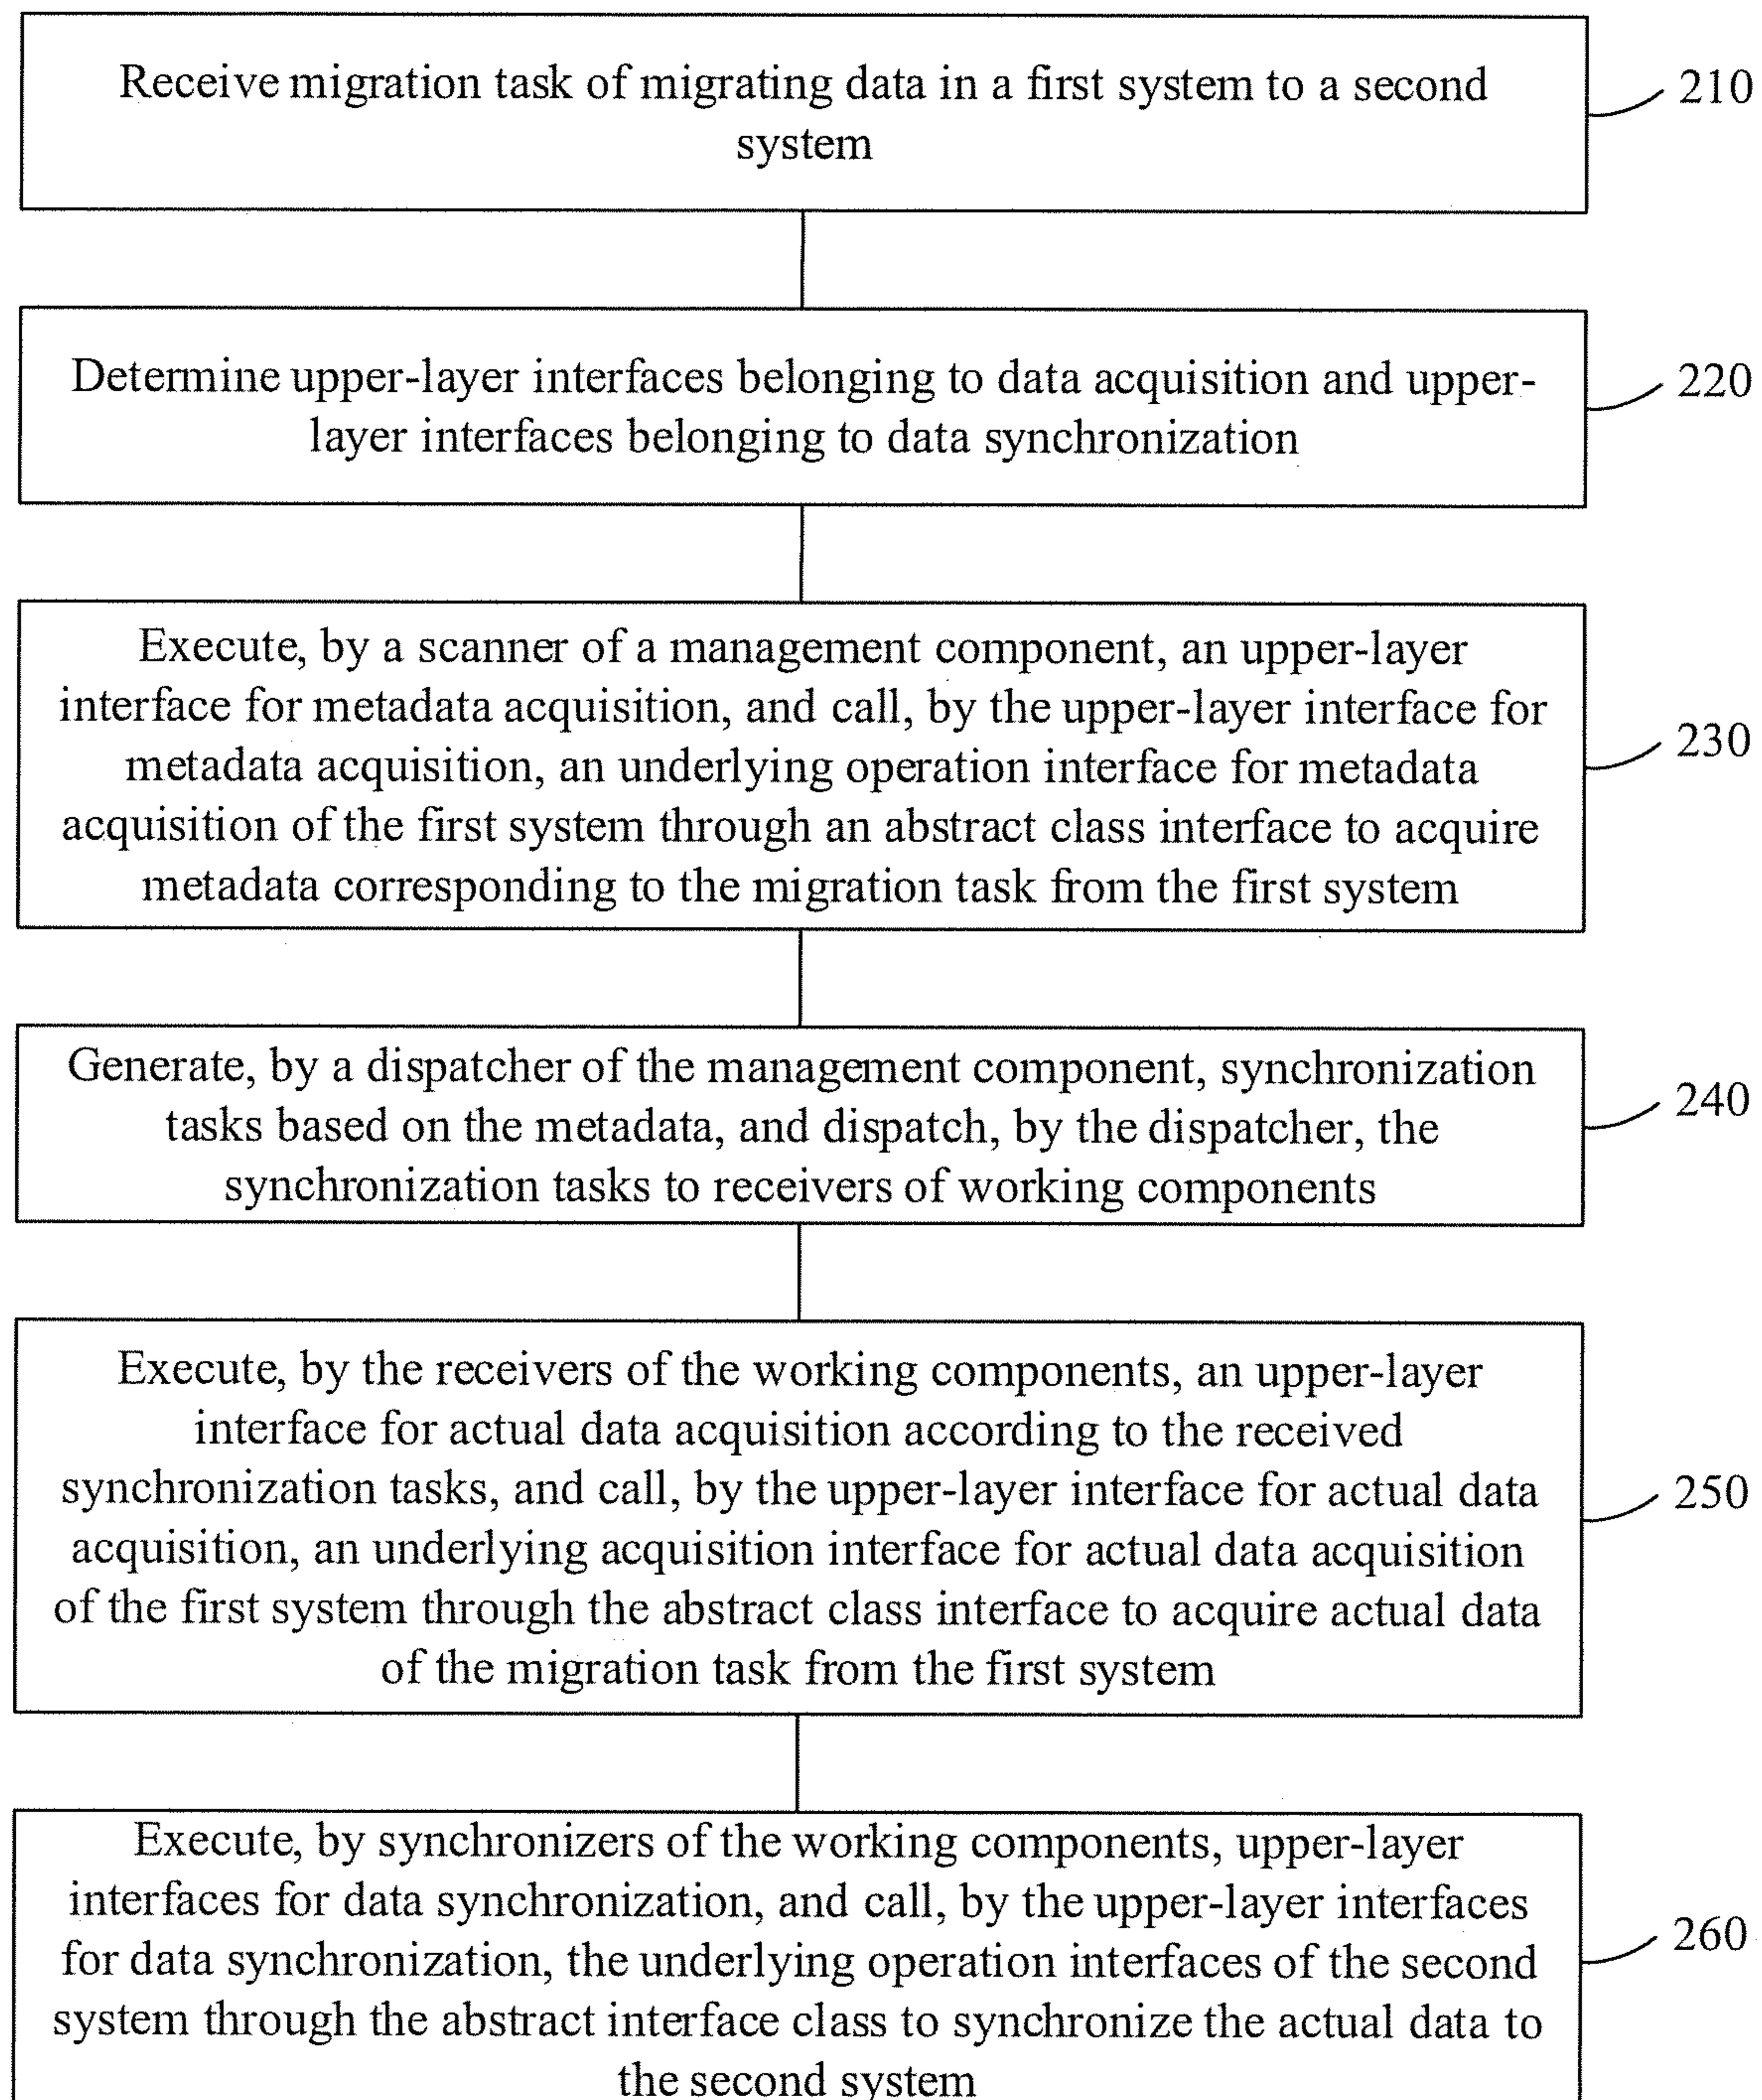 Receive migration task of migrating data in a first system to a second
system
210
Determine upper-layer interfaces belonging to data acquisition and upper-
layer interfaces belonging to data synchronization
220
Execute, by a scanner of a management component, an upper-layer
interface for metadata acquisition, and call, by the upper-layer interface for
metadata acquisition, an underlying operation interface for metadata
acquisition of the first system through an abstract class interface to acquire
metadata corresponding to the migration task from the first system
230
Generate, by a dispatcher of the management component, synchronization
tasks based on the metadata, and dispatch, by the dispatcher, the
synchronization tasks to receivers of working components
240
Execute, by the receivers of the working components, an upper-layer
interface for actual data acquisition according to the received
synchronization tasks, and call, by the upper-layer interface for actual data
acquisition, an underlying acquisition interface for actual data acquisition
of the first system through the abstract class interface to acquire actual data
of the migration task from the first system
250
Execute, by synchronizers of the working components, upper-layer
interfaces for data synchronization, and call, by the upper-layer interfaces
for data synchronization, the underlying operation interfaces of the second
system through the abstract interface class to synchronize the actual data to
the second system
260